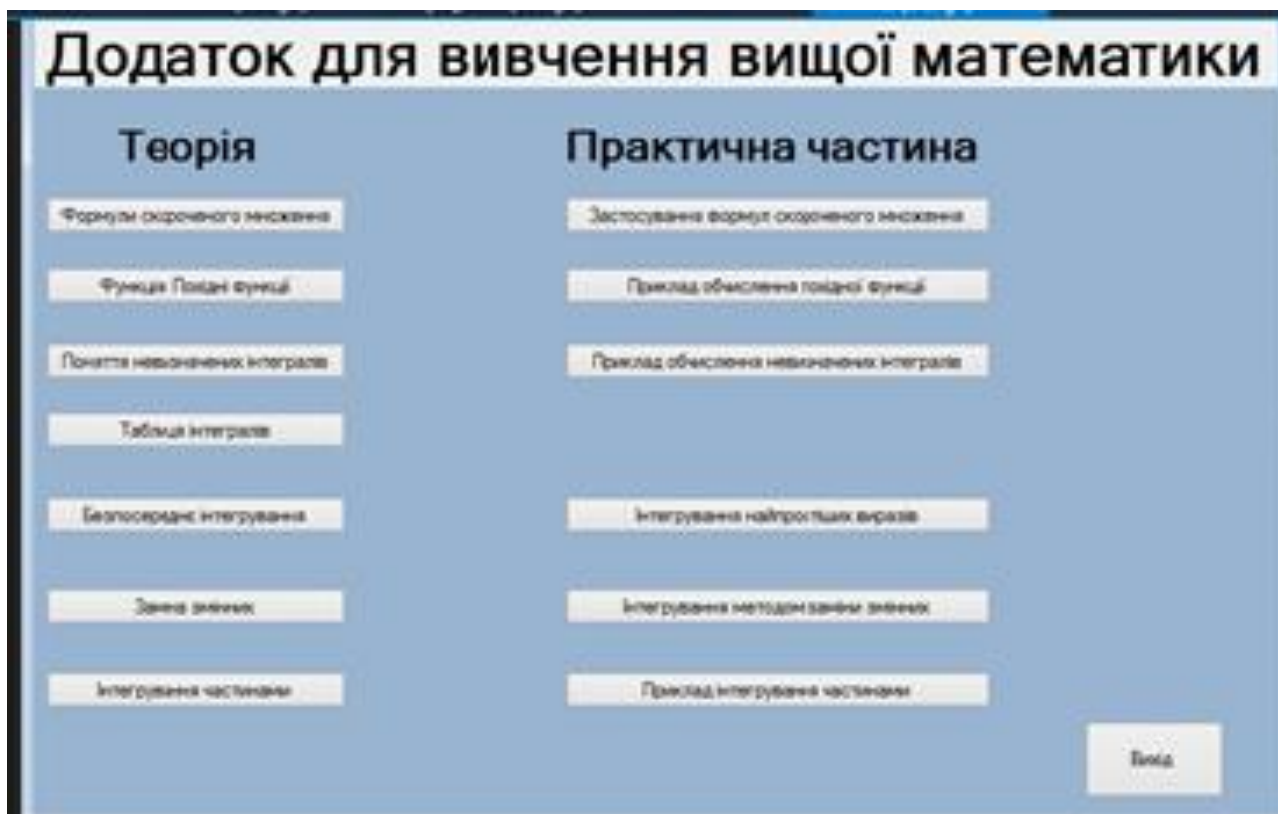 Додаток для вивчення вищої математики
Теорія
Практична частина
Формули скороченого множення
Застосування формул скороченого множення
Функція Похідні функції
Приклад обчислення похідної функції
Поняття невизначених інтегралів
Приклад обчислення невизначених інтегралів
Таблиця інтегралів
Безпосереднє інтегрування
Інтегрування найпростіших виразів
Заміна змінних
Інтегрування методом заміни змінних
Інтегрування частинами
Приклад інтегрування частинами
Вихід